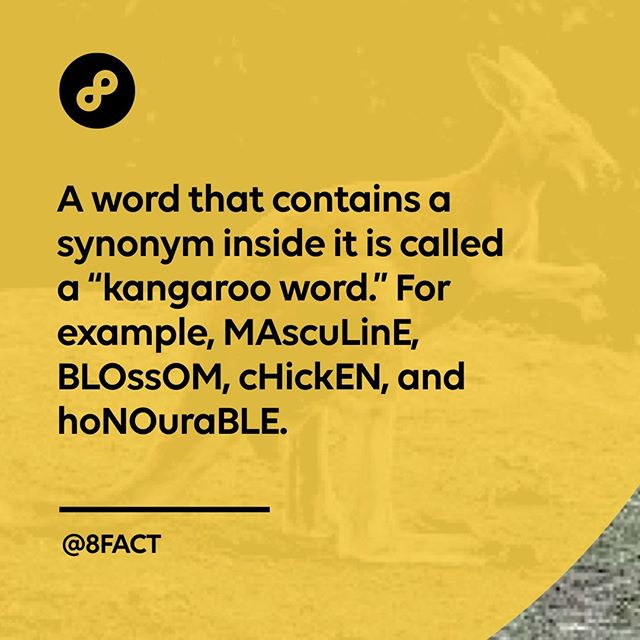 A word that contains a
synonym inside it is called
a “kangaroo word.” For
example, MAscuLinE,
BLOssOM, cHickEN, and
hoNOuraBLE.
@8FACT